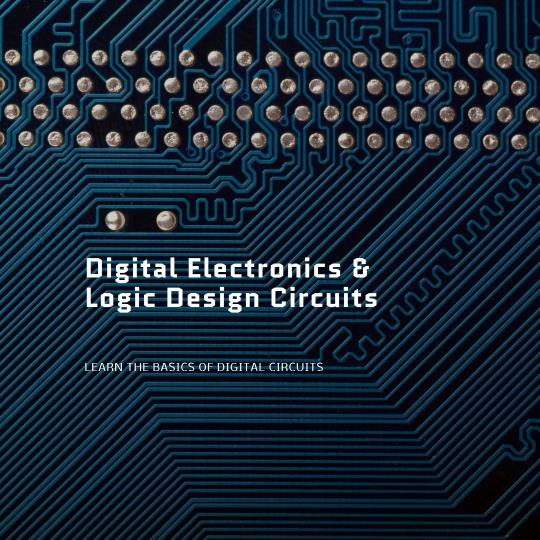 Digital Electronics &
Logic Design Circuits
LEARN THE BASICS OF DIGITAL CIRCUITS